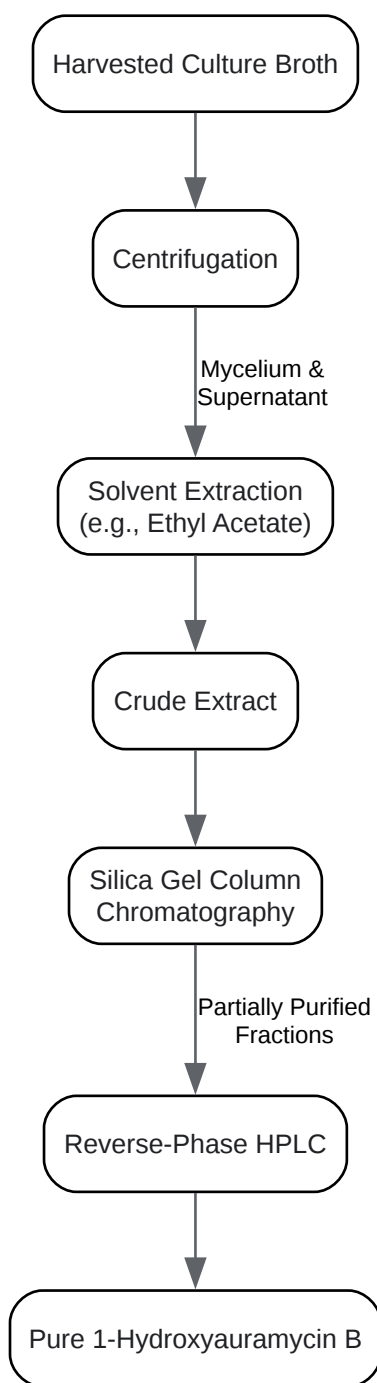 Harvested Culture Broth
Centrifugation
Mycelium &
Supernatant
Solvent Extraction
(e.g., Ethyl Acetate)
Crude Extract
Silica Gel Column
Chromatography
Partially Purified
Fractions
Reverse-Phase HPLC
Pure 1-Hydroxyauramycin B